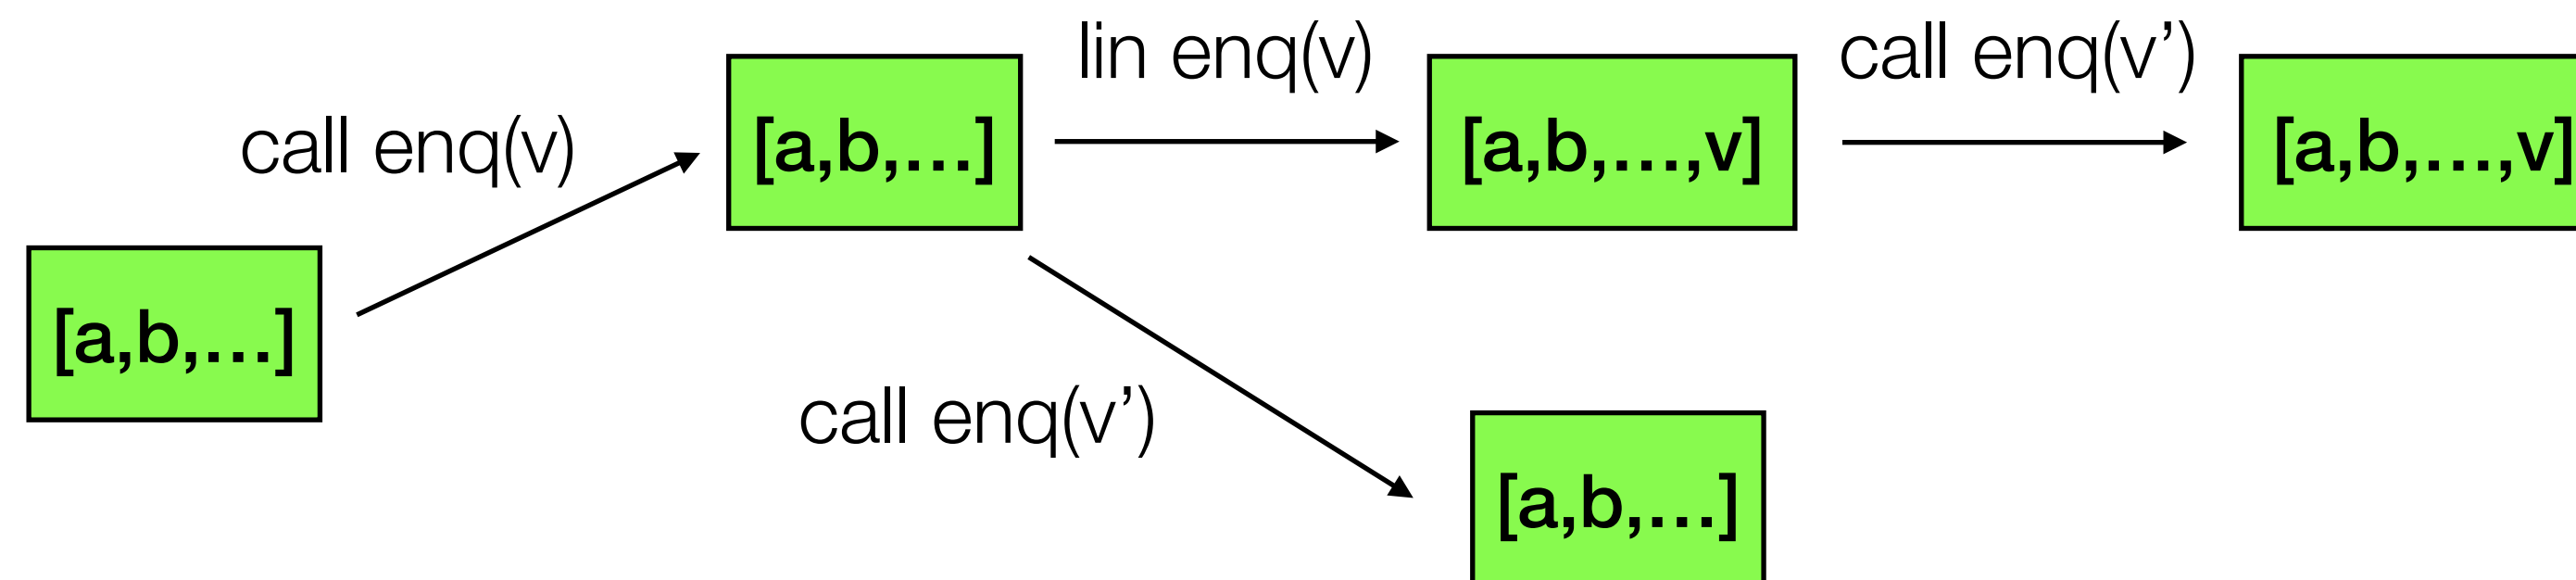 lin enq(v)
call enq(v’)
call enq(v)
[a,b,…]
[a,b,…,v]
[a,b,…,v]
[a,b,…]
call enq(v’)
[a,b,…]